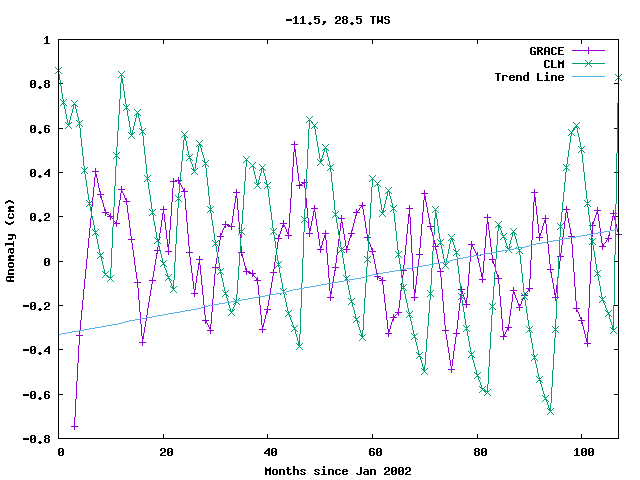 -11.5, 28.5 TWS
GRACE
CLM
Trend Line
Anomaly (cm)
1
0.8
0.6
0.4
0.2
0
-0.2
-0.4
-0.6
-0.8
0 20 40 60 80 100
Months since Jan 2002